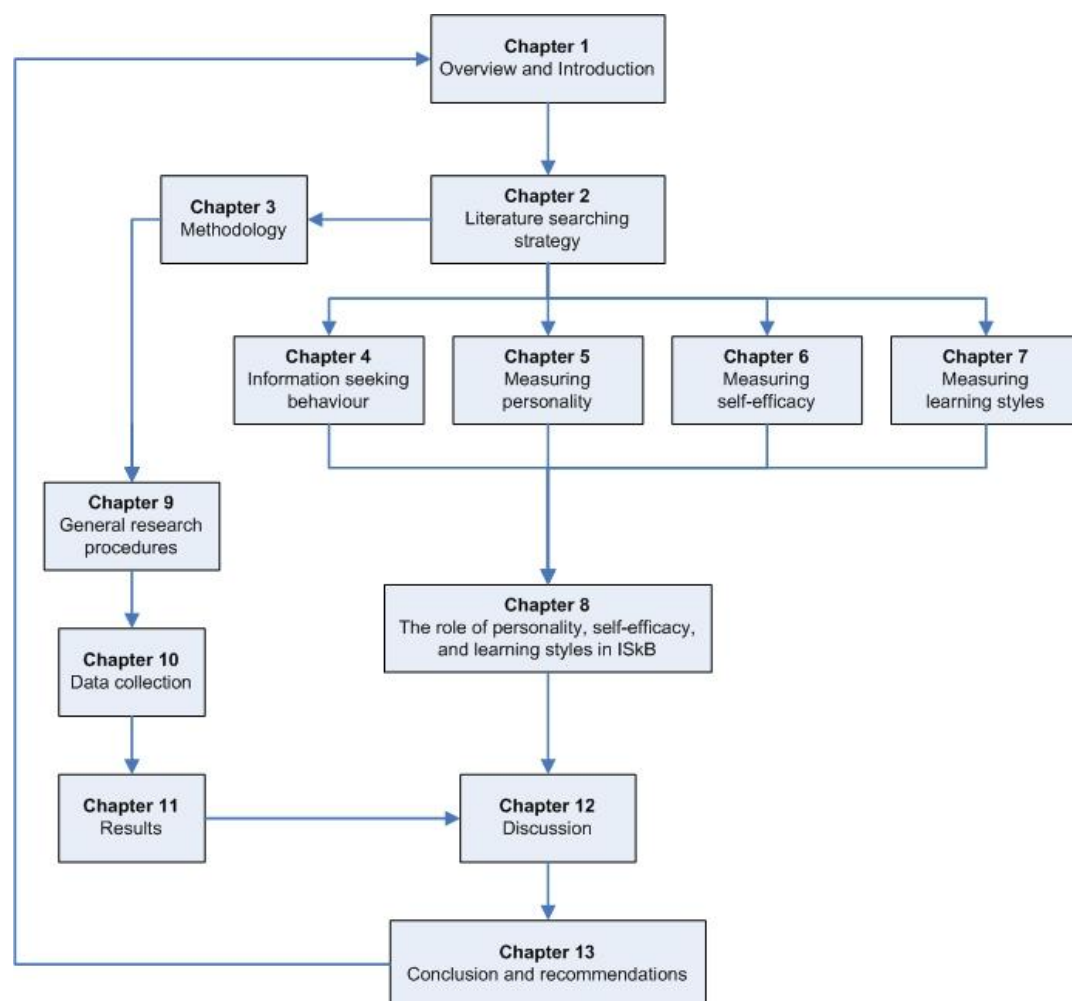 Chapter 1
Overview and Introduction
Chapter 2
Literature searching
strategy
Chapter 3
Methodology
Chapter 4
Information seeking
behaviour
Chapter 5
Measuring
personality
Chapter 6
Measuring
self-efficacy
Chapter 7
Measuring
learning styles
Chapter 9
General research
procedures
Chapter 8
The role of personality, self-efficacy,
and learning styles in ISkB
Chapter 10
Data collection
Chapter 11
Results
Chapter 12
Discussion
Chapter 13
Conclusion and recommendations